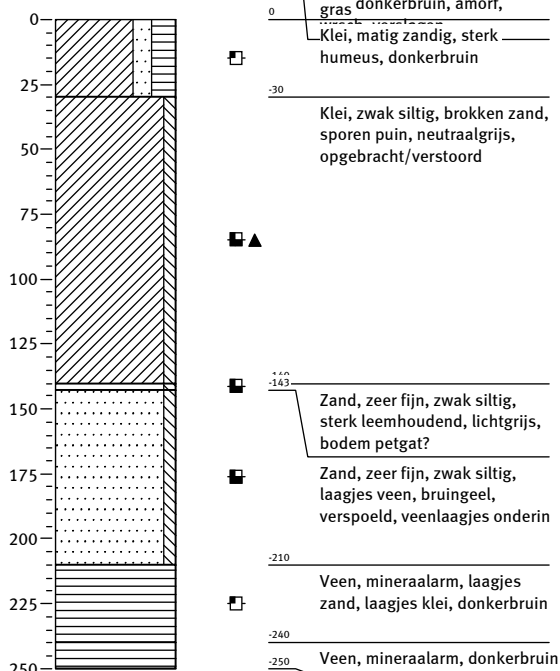 0
25
50
75
100
125
150
175
200
225
250
0
gras donkerbruin, amorf,
Klei, matig zandig, sterk
humeus, donkerbruin
-30
Klei, zwak siltig, brokken zand,
sporen puin, neutraalgrijs,
opgebracht/verstoord
-143
Zand, zeer fijn, zwak siltig,
sterk leemhoudend, lichtgrijs,
bodem petgat?
Zand, zeer fijn, zwak siltig,
laagjes veen, bruingeel,
verspoeld, veenlaagjes onderin
-210
Veen, mineraalarm, laagjes
zand, laagjes klei, donkerbruin
-240
Veen, mineraalarm, donkerbruin
-250